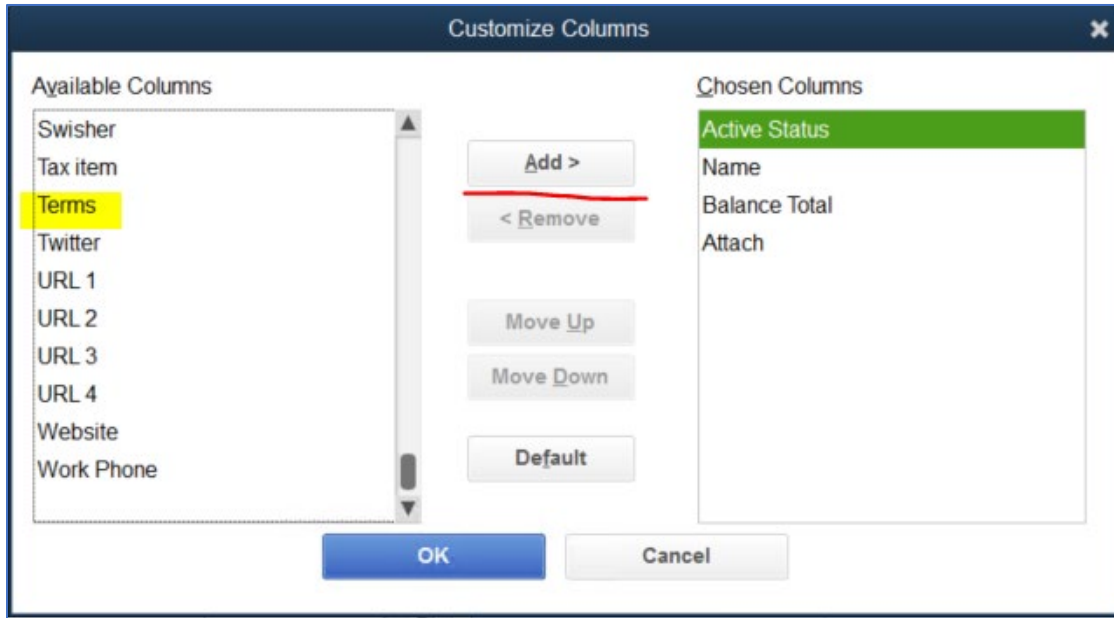 Customize Columns
Available Columns
Swisher
Tax item
Terms
Twitter
URL 1
URL 2
URL 3
URL 4
Website
Work Phone
Add >
< Remove
Move Up
Move Down
Default
Chosen Columns
Active Status
Name
Balance Total
Attach
OK
Cancel